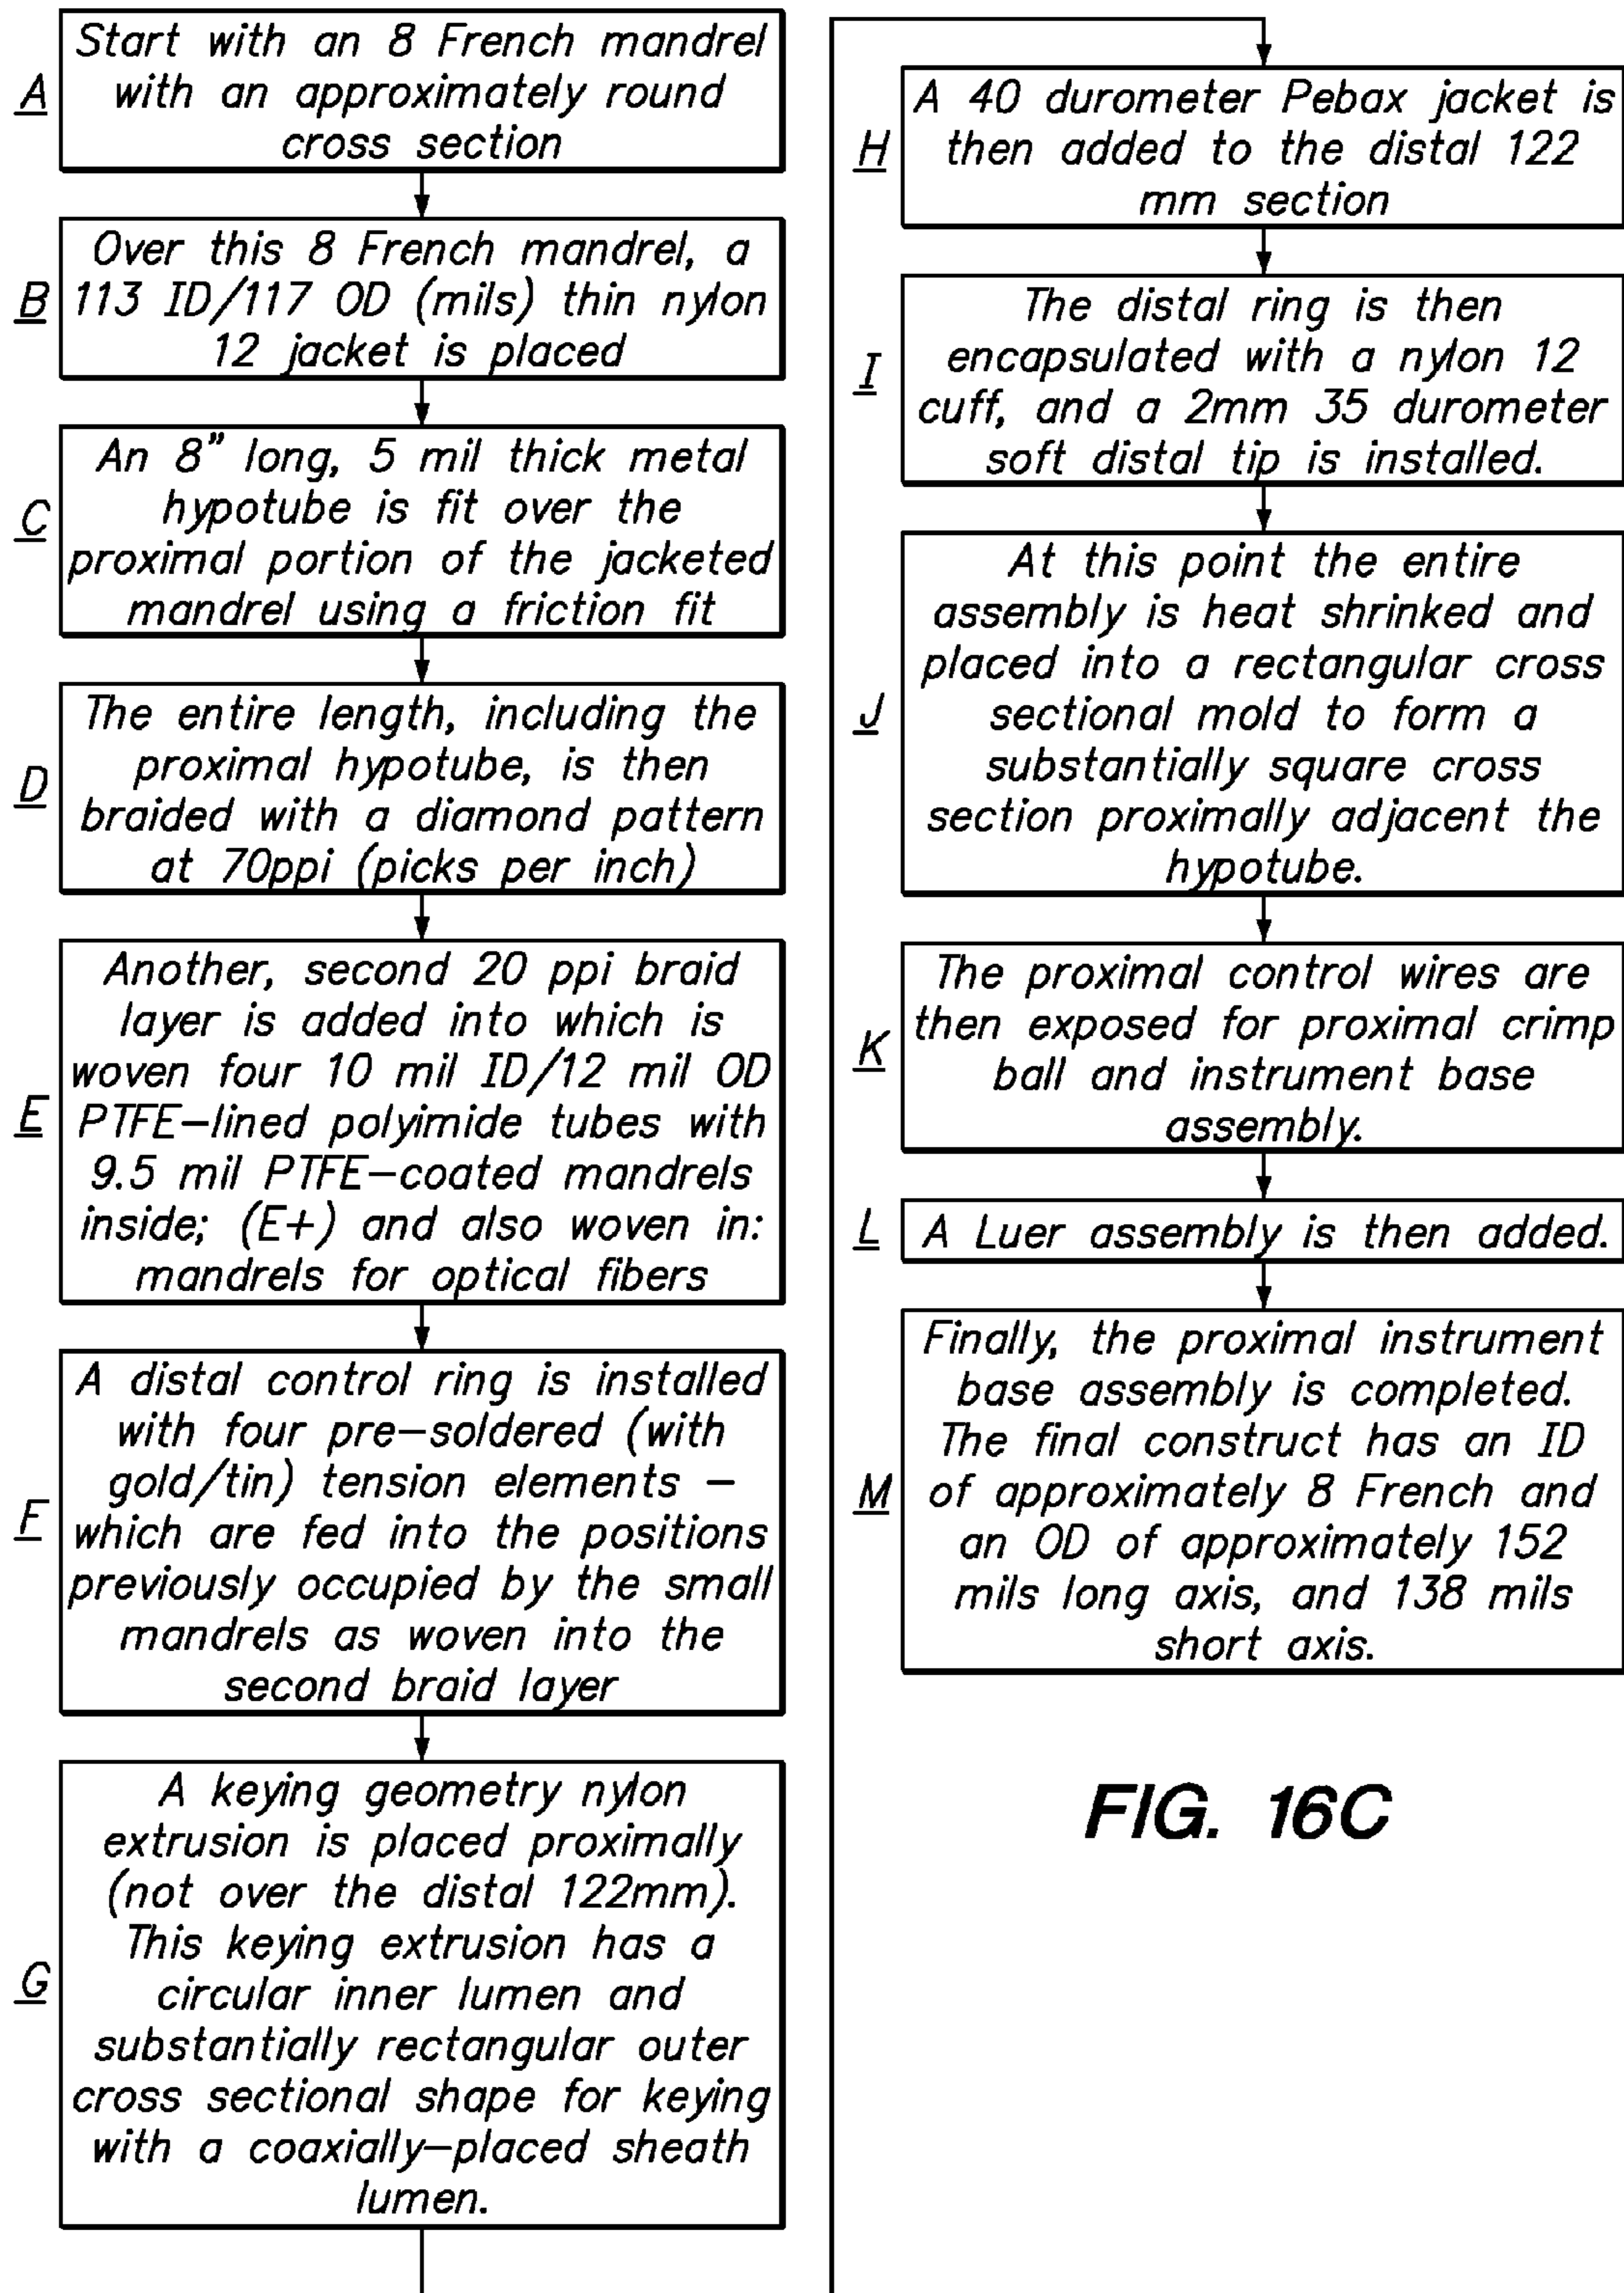 A
Start with an 8 French mandrel
with an approximately round
cross section
B
Over this 8 French mandrel, a
113 ID/117 OD (mils) thin nylon
12 jacket is placed
C
An 8" long, 5 mil thick metal
hypotube is fit over the
proximal portion of the jacketed
mandrel using a friction fit
D
The entire length, including the
proximal hypotube, is then
braided with a diamond pattern
at 70ppi (picks per inch)
E
Another, second 20 ppi braid
layer is added into which is
woven four 10 mil ID/12 mil OD
PTFE-lined polyimide tubes with
9.5 mil PTFE-coated mandrels
inside; (E+) and also woven in:
mandrels for optical fibers
F
A distal control ring is installed
with four pre-soldered (with
gold/tin) tension elements -
which are fed into the positions
previously occupied by the small
mandrels as woven into the
second braid layer
G
A keying geometry nylon
extrusion is placed proximally
(not over the distal 122mm).
This keying extrusion has a
circular inner lumen and
substantially rectangular outer
cross sectional shape for keying
with a coaxially-placed sheath
lumen.
H
A 40 durometer Pebax jacket is
then added to the distal 122
mm section
I
The distal ring is then
encapsulated with a nylon 12
cuff, and a 2mm 35 durometer
soft distal tip is installed.
J
At this point the entire
assembly is heat shrinked and
placed into a rectangular cross
sectional mold to form a
substantially square cross
section proximally adjacent the
hypotube.
K
The proximal control wires are
then exposed for proximal crimp
ball and instrument base
assembly.
L
A Luer assembly is then added.
M
Finally, the proximal instrument
base assembly is completed.
The final construct has an ID
of approximately 8 French and
an OD of approximately 152
mils long axis, and 138 mils
short axis.
FIG. 16C